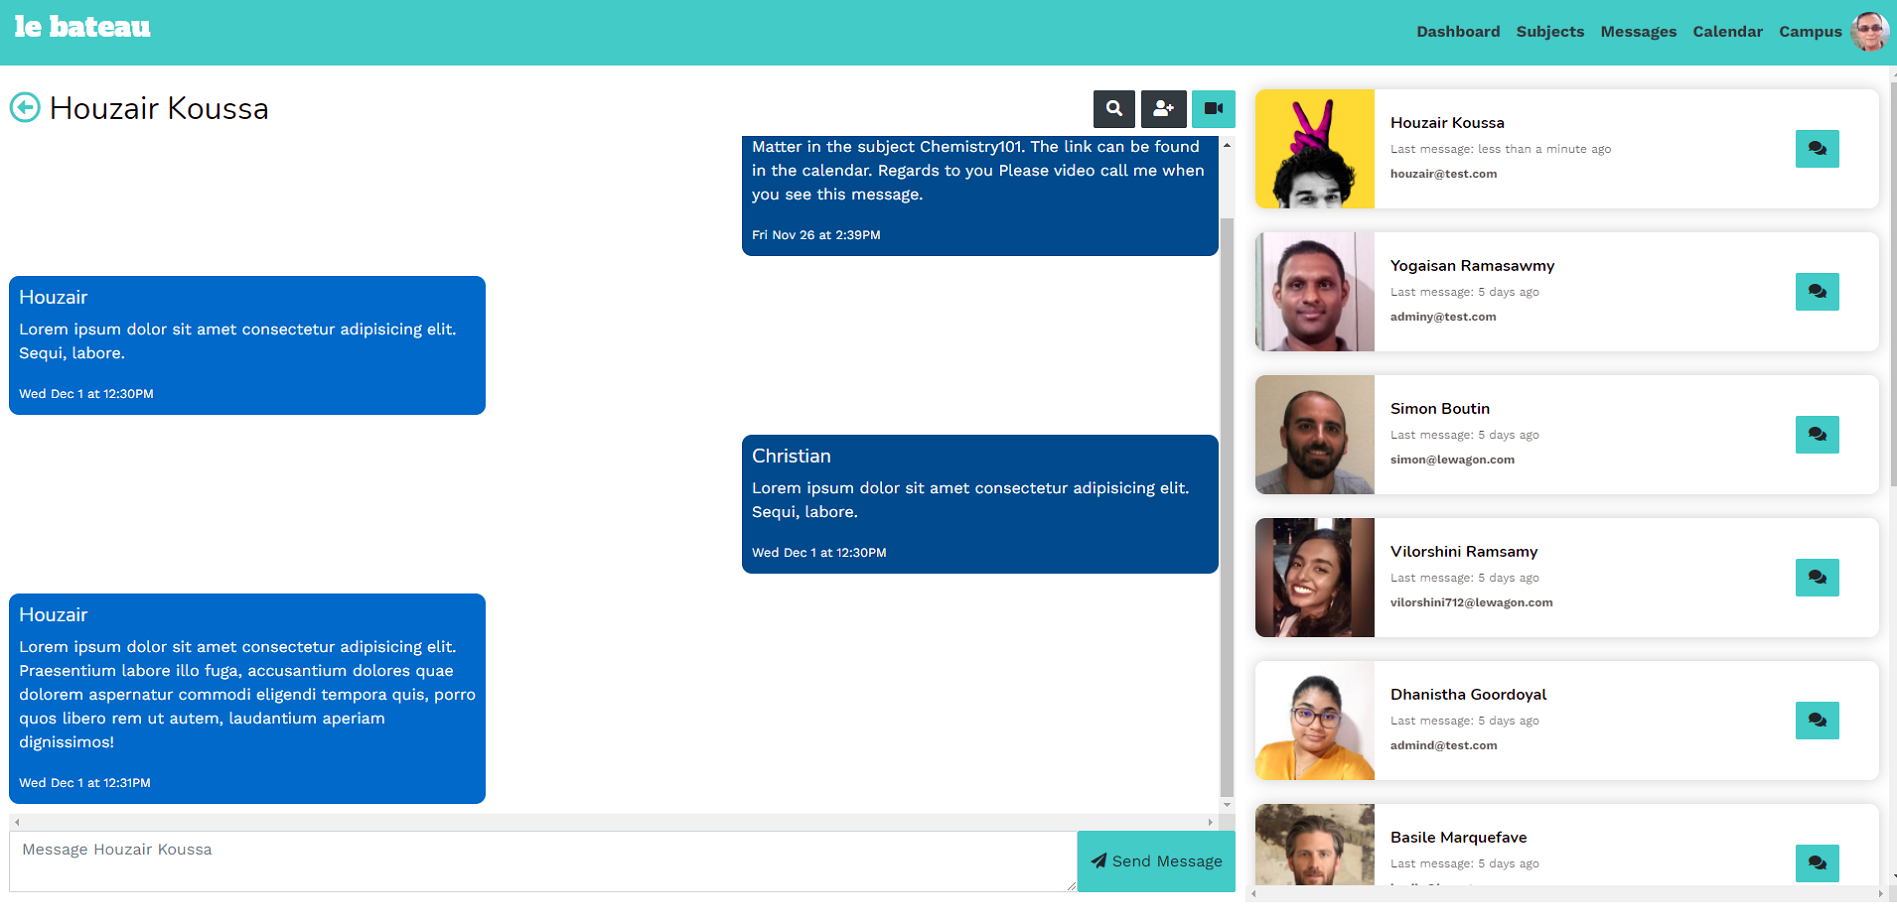 le bateau
Dashboard Subjects Messages Calendar Campus
Houzair Koussa
Matter in the subject Chemistry101. The link can be found
in the calendar. Regards to you Please video call me when
you see this message.
Fri Nov 26 at 2:39PM
Houzair
Lorem ipsum dolor sit amet consectetur adipisicing elit.
Sequi, labore.
Wed Dec 1 at 12:30PM
Christian
Lorem ipsum dolor sit amet consectetur adipisicing elit.
Sequi, labore.
Wed Dec 1 at 12:30PM
Houzair
Lorem ipsum dolor sit amet consectetur adipisicing elit.
Praesentium labore illo fuga, accusantium dolores quae
dolorem aspernatur commodi eligendi tempora quis, porro
quos libero rem ut autem, laudantium aperiam
dignissimos!
Wed Dec 1 at 12:31PM
Message Houzair Koussa
Send Message
Houzair Koussa
Last message: less than a minute ago
houzair@test.com
Yogaisan Ramasawmy
Last message: 5 days ago
adminy@test.com
Simon Boutin
Last message: 5 days ago
simon@lewagon.com
Vilorshini Ramsamy
Last message: 5 days ago
vilorshini712@lewagon.com
Dhanistha Goordoyal
Last message: 5 days ago
admind@test.com
Basile Marquefave
Last message: 5 days ago